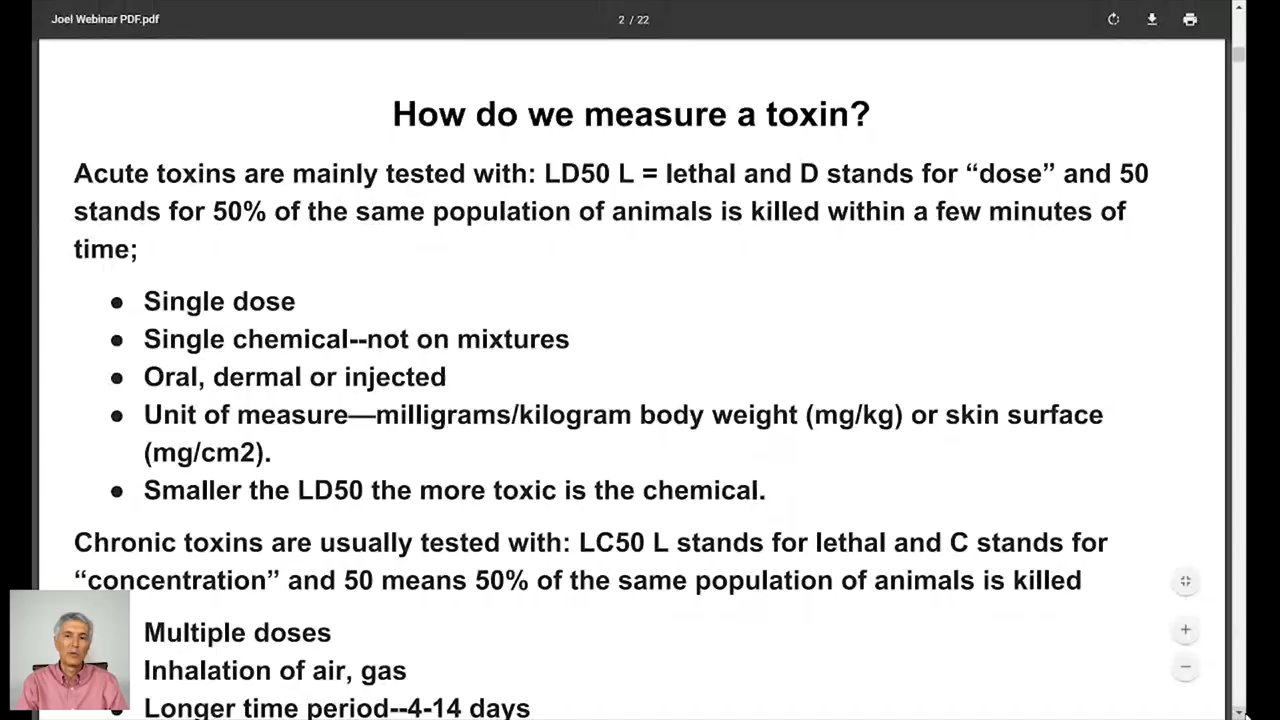 Joel Webinar PDF.pdf
2 / 22
How do we measure a toxin?
Acute toxins are mainly tested with: LD50 L = lethal and D stands for “dose” and 50
stands for 50% of the same population of animals is killed within a few minutes of
time;
● Single dose
● Single chemical--not on mixtures
● Oral, dermal or injected
● Unit of measure—milligrams/kilogram body weight (mg/kg) or skin surface
(mg/cm2).
● Smaller the LD50 the more toxic is the chemical.
Chronic toxins are usually tested with: LC50 L stands for lethal and C stands for
“concentration” and 50 means 50% of the same population of animals is killed
Multiple doses
Inhalation of air, gas
● Longer time period--4-14 days